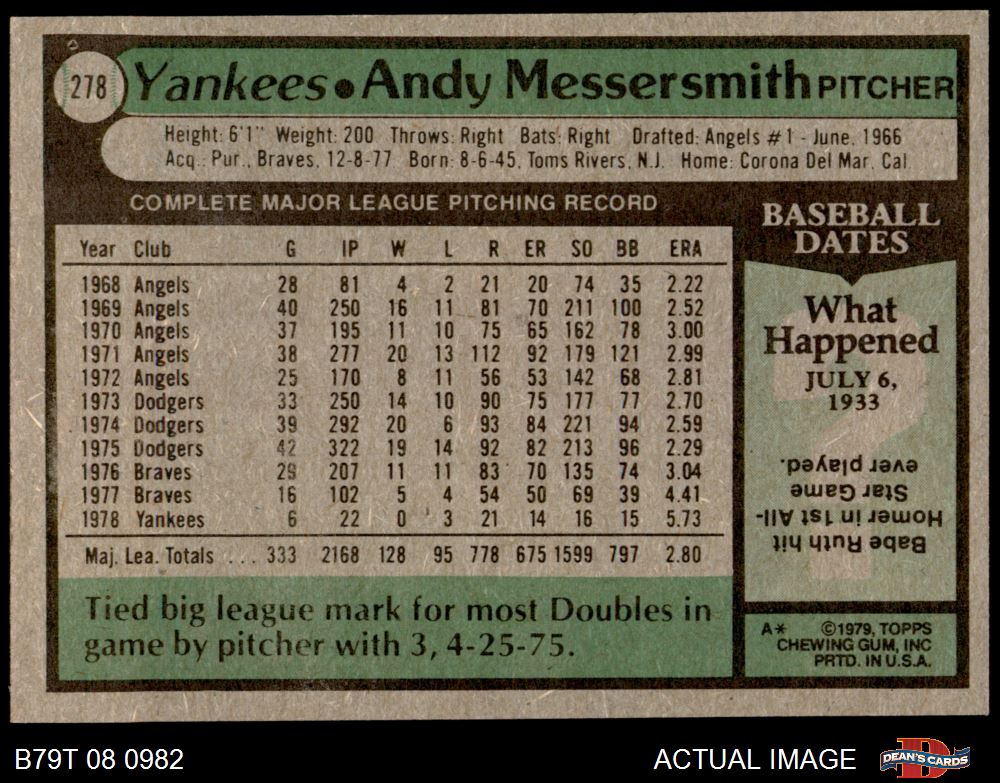 278 Yankees • Andy Messersmith PITCHER
Height: 6'1" Weight: 200 Throws: Right Bats: Right Drafted: Angels #1 - June, 1966
Acq.: Pur., Braves, 12-8-77 Born: 8-6-45, Toms Rivers, N.J. Home: Corona Del Mar, Cal.
COMPLETE MAJOR LEAGUE PITCHING RECORD
Year Club G IP W L R ER SO BB ERA
1968 Angels 28 81 4 2 21 20 74 35 2.22
1969 Angels 40 250 16 11 81 70 211 100 2.52
1970 Angels 37 195 11 10 75 65 162 78 3.00
1971 Angels 38 277 20 13 112 92 179 121 2.99
1972 Angels 25 170 8 11 56 53 142 68 2.81
1973 Dodgers 33 250 14 10 90 75 177 77 2.70
1974 Dodgers 39 292 20 6 93 84 221 94 2.59
1975 Dodgers 42 322 19 14 92 82 213 96 2.29
1976 Braves 29 207 11 11 83 70 135 74 3.04
1977 Braves 16 102 5 4 54 50 69 39 4.41
1978 Yankees 6 22 0 3 21 14 16 15 5.73
Maj. Lea. Totals ... 333 2168 128 95 778 675 1599 797 2.80
Tied big league mark for most Doubles in
game by pitcher with 3, 4-25-75.
BASEBALL
DATES
What
Happened
JULY 6,
1933
Babe Ruth hit
Homer in 1st All-
Star Game
ever played.
A* ©1979, TOPPS
CHEWING GUM, INC
PRTD. IN U.S.A.
B79T 08 0982
ACTUAL IMAGE
DEAN'S CARDS